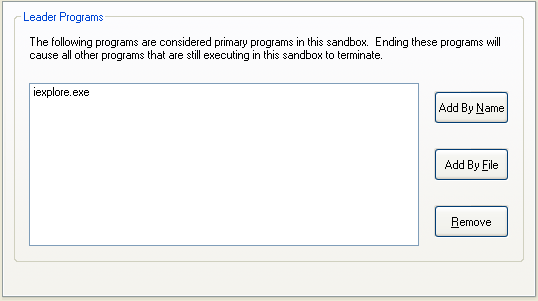 Leader Programs
The following programs are considered primary programs in this sandbox. Ending these programs will
cause all other programs that are still executing in this sandbox to terminate.
iexplore.exe
Add By Name
Add By File
Remove